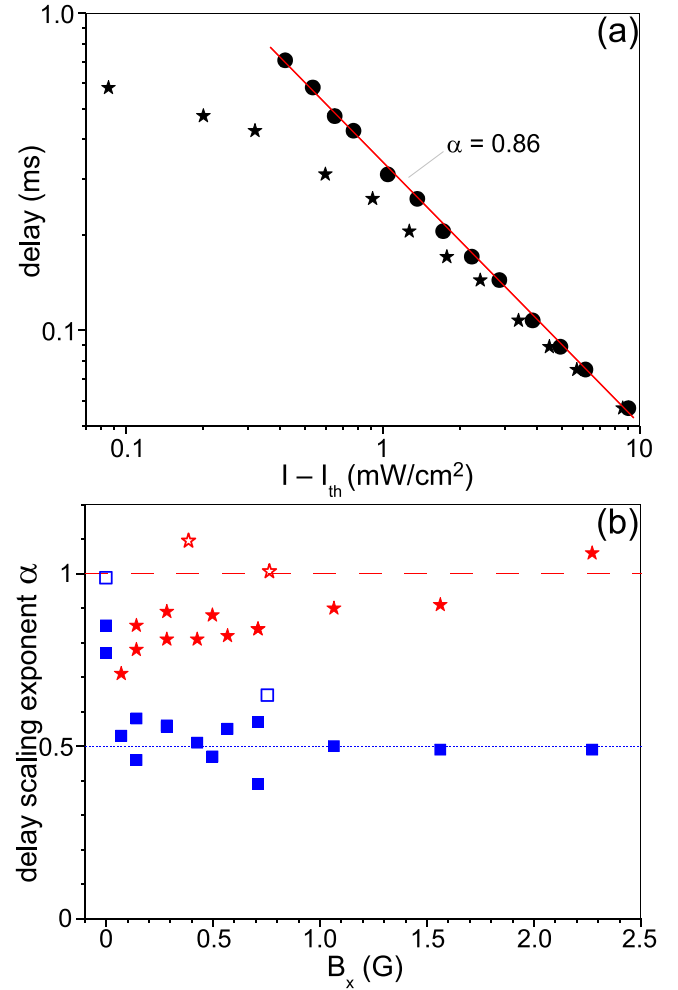 (a)
1.0
0.1
delay (ms)
α = 0.86
0.1 1 10
I – I_th (mW/cm²)
(b)
1
0.5
0
delay scaling exponent α
0 0.5 1.0 1.5 2.0 2.5
B_x (G)